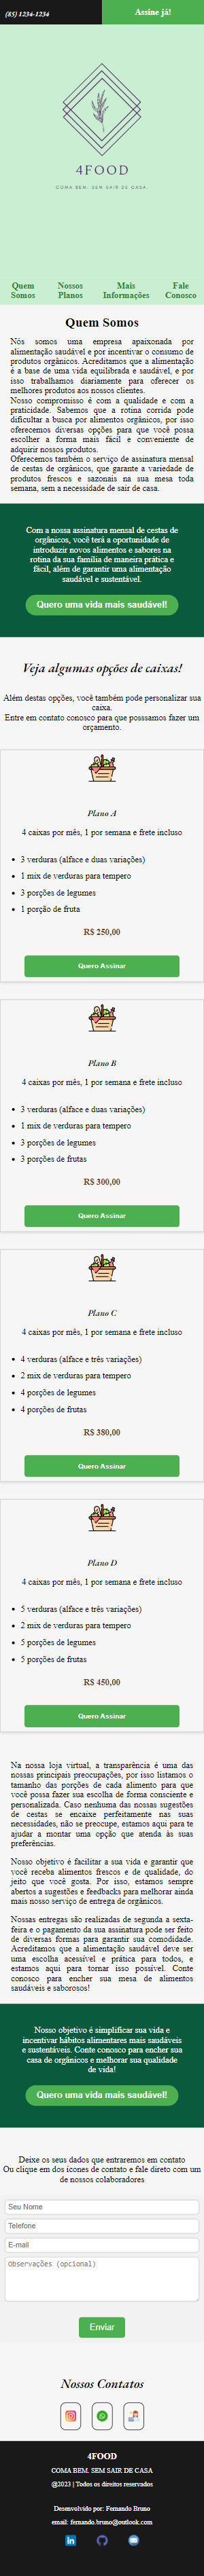 (85) 1234-1234
Assine já!
4FOOD
COMA BEM, SEM SAIR DE CASA.
Quem Somos
Nossos Planos
Mais Informações
Fale Conosco
Quem Somos
Nós somos uma empresa apaixonada por
alimentação saudável e por incentivar o consumo de
produtos orgânicos. Acreditamos que a alimentação
é a base de uma vida equilibrada e saudável, e por
isso trabalhamos diariamente para oferecer os
melhores produtos aos nossos clientes.
Nosso compromisso é com a qualidade e com a
praticidade. Sabemos que a rotina corrida pode
dificultar a busca por alimentos orgânicos, por isso
oferecemos diversas opções para que você possa
escolher a forma mais fácil e conveniente de
adquirir nossos produtos.
Oferecemos também o serviço de assinatura mensal
de cestas de orgânicos, que garante a variedade de
produtos frescos e sazonais na sua mesa toda
semana, sem a necessidade de sair de casa.
Com a nossa assinatura mensal de cestas de
orgânicos, você terá a oportunidade de
introduzir novos alimentos e sabores na
rotina da sua família de maneira prática e
fácil, além de garantir uma alimentação
saudável e sustentável.
Quero uma vida mais saudável!
Veja algumas opções de caixas!
Além destas opções, você também pode personalizar sua
caixa.
Entre em contato conosco para que posssamos fazer um
orçamento.
Plano A
4 caixas por mês, 1 por semana e frete incluso
3 verduras (alface e duas variações)
1 mix de verduras para tempero
3 porções de legumes
1 porção de fruta
R$ 250,00
Quero Assinar
Plano B
4 caixas por mês, 1 por semana e frete incluso
3 verduras (alface e duas variações)
1 mix de verduras para tempero
3 porções de legumes
3 porções de frutas
R$ 300,00
Quero Assinar
Plano C
4 caixas por mês, 1 por semana e frete incluso
4 verduras (alface e três variações)
2 mix de verduras para tempero
4 porções de legumes
4 porções de frutas
R$ 380,00
Quero Assinar
Plano D
4 caixas por mês, 1 por semana e frete incluso
5 verduras (alface e três variações)
2 mix de verduras para tempero
5 porções de legumes
5 porções de frutas
R$ 450,00
Quero Assinar
Na nossa loja virtual, a transparência é uma das
nossas principais preocupações, por isso listamos o
tamanho das porções de cada alimento para que
você possa fazer sua escolha de forma consciente e
personalizada. Caso nenhuma das nossas sugestões
de cestas se encaixe perfeitamente nas suas
necessidades, não se preocupe, estamos aqui para te
ajudar a montar uma opção que atenda às suas
preferências.
Nosso objetivo é facilitar a sua vida e garantir que
você receba alimentos frescos e de qualidade, do
jeito que você gosta. Por isso, estamos sempre
abertos a sugestões e feedbacks para melhorar ainda
mais nosso serviço de entrega de orgânicos.
Nossas entregas são realizadas de segunda a sexta-
feira e o pagamento da sua assinatura pode ser feito
de diversas formas para garantir sua comodidade.
Acreditamos que a alimentação saudável deve ser
uma escolha acessível e prática para todos, e
estamos aqui para tornar isso possível. Conte
conosco para encher sua mesa de alimentos
saudáveis e saborosos!
Nosso objetivo é simplificar sua vida e
incentivar hábitos alimentares mais saudáveis
e sustentáveis. Conte conosco para encher sua
casa de orgânicos e melhorar sua qualidade
de vida!
Quero uma vida mais saudável!
Deixe os seus dados que entraremos em contato
Ou clique em dos ícones de contato e fale direto com um
de nossos colaboradores
Seu Nome
Telefone
E-mail
Observações (opcional)
Enviar
Nossos Contatos
4FOOD
COMA BEM. SEM SAIR DE CASA
@2023 | Todos os direitos reservados
Desenvolvido por: Fernando Bruno
email: fernando.bruno@outlook.com